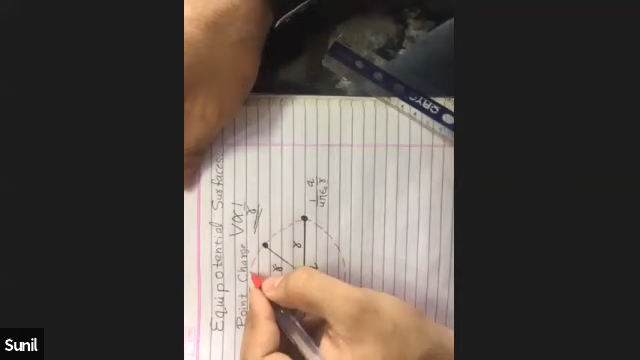 Equipotential Surfaces:
Point Charge V∝1/r
1/4πε₀ q/r
r
r
Sunil